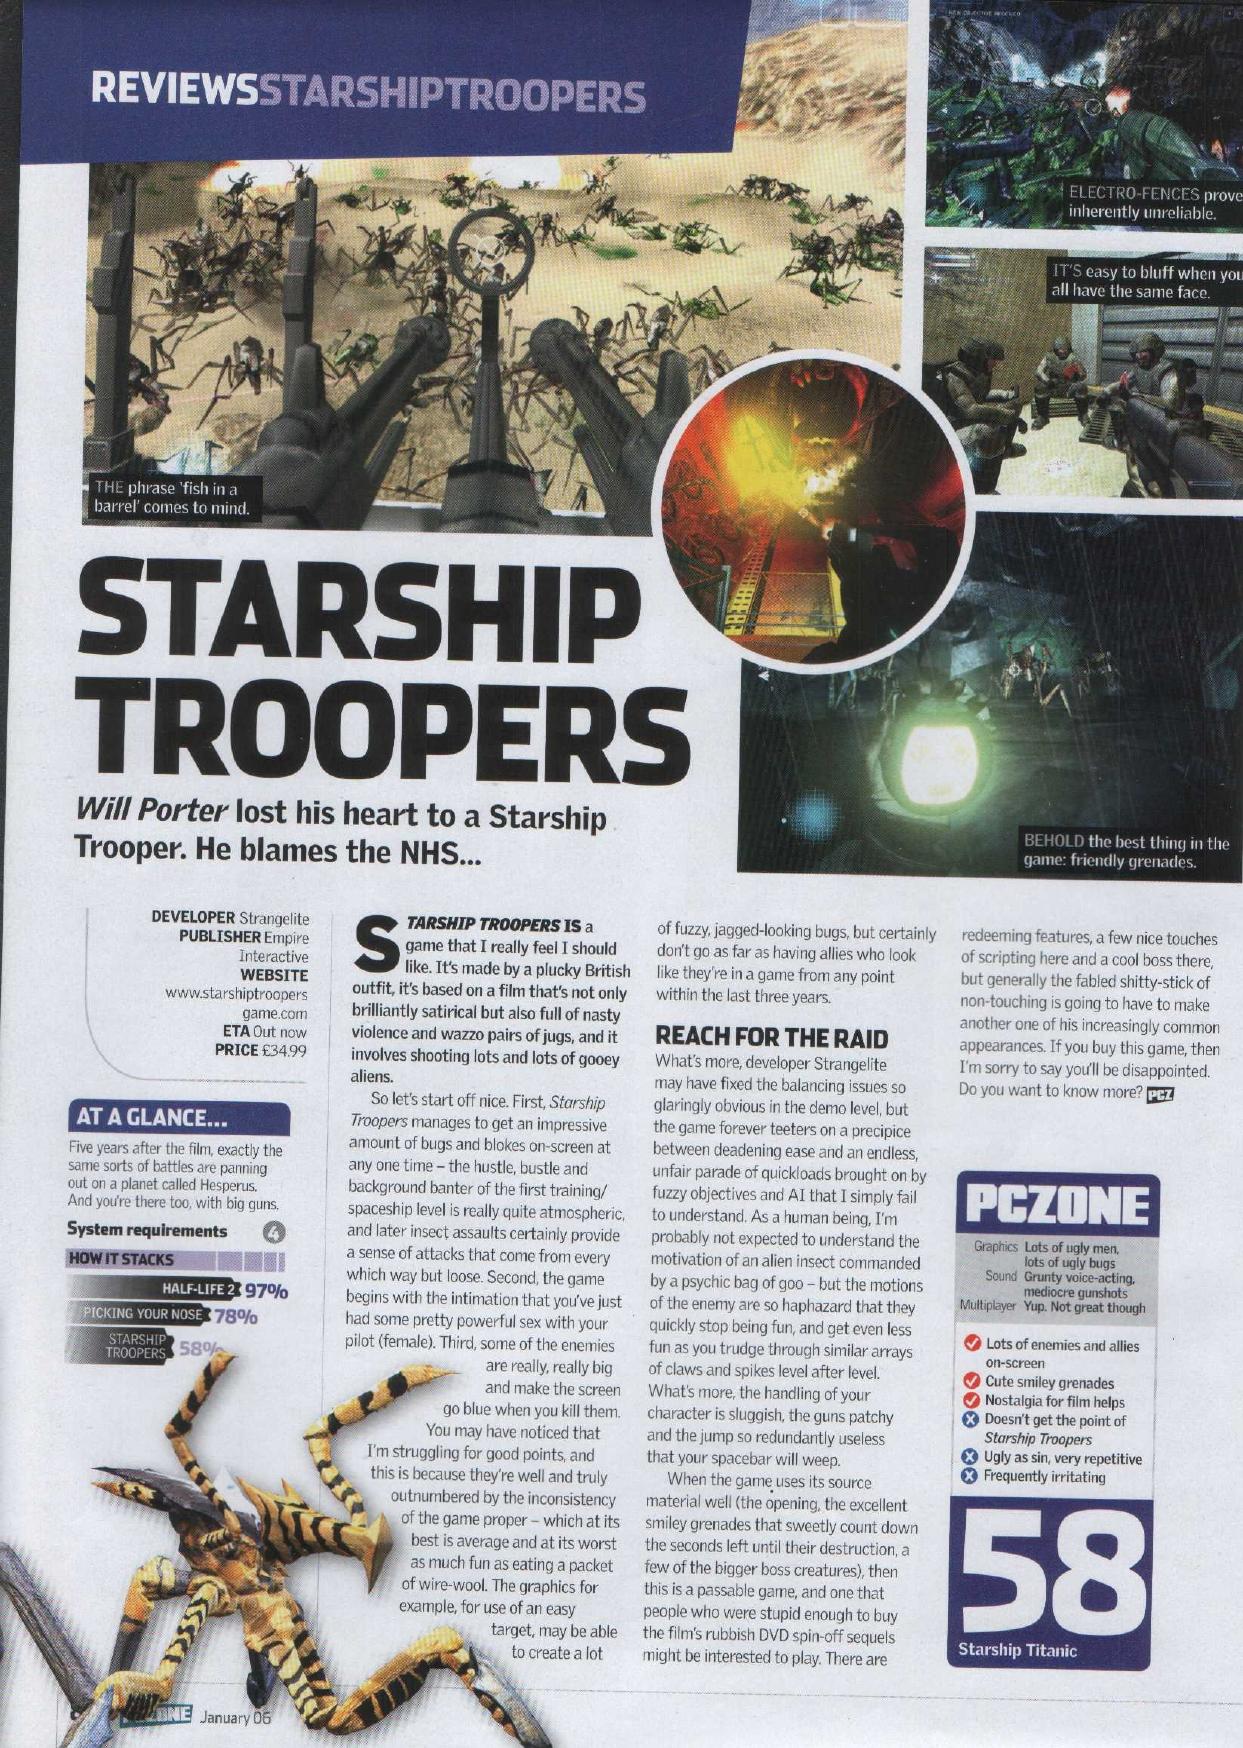 REVIEWSSTARSHIPTROOPERS
ELECTRO-FENCES prove
inherently unreliable.
IT'S easy to bluff when you
all have the same face.
THE phrase 'fish in a
barrel' comes to mind.
BEHOLD the best thing in the
game: friendly grenades.
STARSHIP
TROOPERS
Will Porter lost his heart to a Starship
Trooper. He blames the NHS...
DEVELOPER Strangelite
PUBLISHER Empire
Interactive
WEBSITE
www.starshiptroopers
game.com
ETA Out now
PRICE £34.99
AT A GLANCE...
Five years after the film, exactly the
same sorts of battles are panning
out on a planet called Hesperus.
And you're there too, with big guns.
System requirements 4
HOW IT STACKS
HALF-LIFE 2 97%
PICKING YOUR NOSE 78%
STARSHIP
TROOPERS 58%
STARSHIP TROOPERS IS a
game that I really feel I should
like. It's made by a plucky British
outfit, it's based on a film that's not only
brilliantly satirical but also full of nasty
violence and wazzo pairs of jugs, and it
involves shooting lots and lots of gooey
aliens.
So let's start off nice. First, Starship
Troopers manages to get an impressive
amount of bugs and blokes on-screen at
any one time – the hustle, bustle and
background banter of the first training/
spaceship level is really quite atmospheric,
and later insect assaults certainly provide
a sense of attacks that come from every
which way but loose. Second, the game
begins with the intimation that you've just
had some pretty powerful sex with your
pilot (female). Third, some of the enemies
are really, really big
and make the screen
go blue when you kill them.
You may have noticed that
I'm struggling for good points, and
this is because they're well and truly
outnumbered by the inconsistency
of the game proper – which at its
best is average and at its worst
as much fun as eating a packet
of wire-wool. The graphics for
example, for use of an easy
target, may be able
to create a lot
of fuzzy, jagged-looking bugs, but certainly
don't go as far as having allies who look
like they're in a game from any point
within the last three years.
REACH FOR THE RAID
What's more, developer Strangelite
may have fixed the balancing issues so
glaringly obvious in the demo level, but
the game forever teeters on a precipice
between deadening ease and an endless,
unfair parade of quickloads brought on by
fuzzy objectives and AI that I simply fail
to understand. As a human being, I'm
probably not expected to understand the
motivation of an alien insect commanded
by a psychic bag of goo – but the motions
of the enemy are so haphazard that they
quickly stop being fun, and get even less
fun as you trudge through similar arrays
of claws and spikes level after level.
What's more, the handling of your
character is sluggish, the guns patchy
and the jump so redundantly useless
that your spacebar will weep.
When the game uses its source
material well (the opening, the excellent
smiley grenades that sweetly count down
the seconds left until their destruction, a
few of the bigger boss creatures), then
this is a passable game, and one that
people who were stupid enough to buy
the film's rubbish DVD spin-off sequels
might be interested to play. There are
redeeming features, a few nice touches
of scripting here and a cool boss there,
but generally the fabled shitty-stick of
non-touching is going to have to make
another one of his increasingly common
appearances. If you buy this game, then
I'm sorry to say you'll be disappointed.
Do you want to know more? PCZ
PCZONE
Graphics Lots of ugly men,
lots of ugly bugs
Sound Grunty voice-acting,
mediocre gunshots
Multiplayer Yup. Not great though
Lots of enemies and allies
on-screen
Cute smiley grenades
Nostalgia for film helps
Doesn't get the point of
Starship Troopers
Ugly as sin, very repetitive
Frequently irritating
58
Starship Titanic
January 06